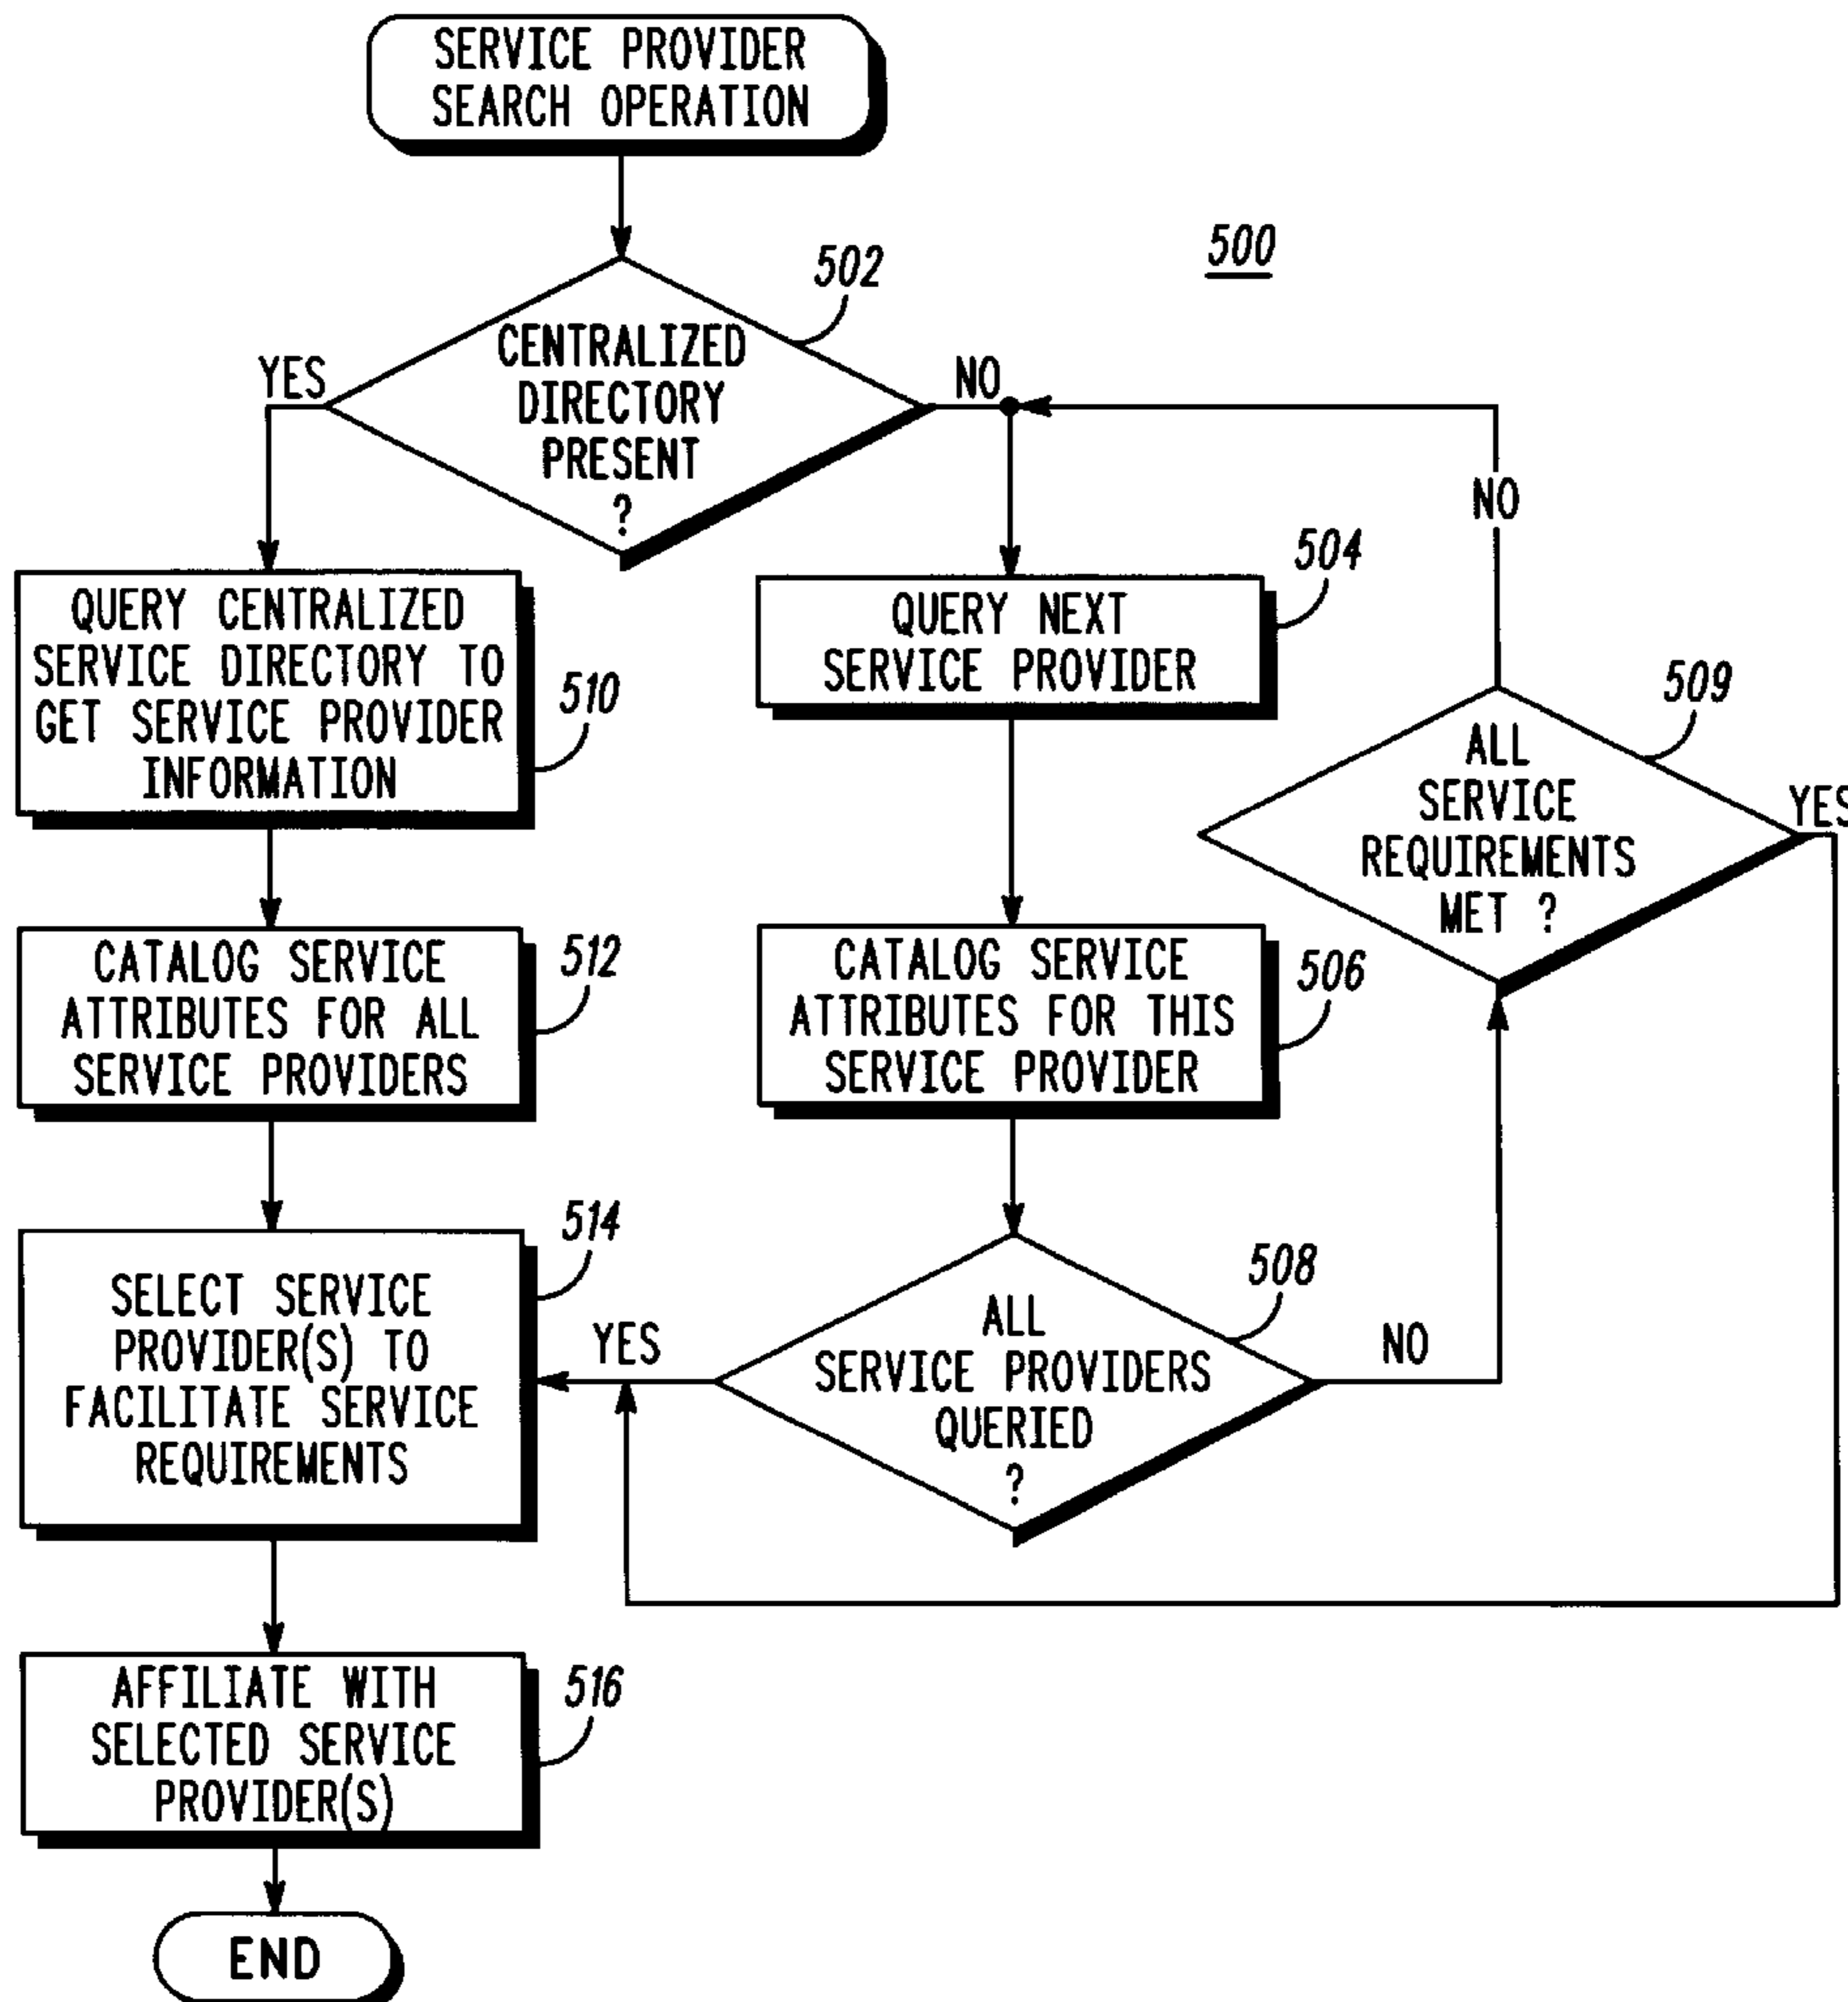 SERVICE PROVIDER
SEARCH OPERATION
500
502
CENTRALIZED
DIRECTORY
PRESENT
?
YES
NO
NO
QUERY CENTRALIZED
SERVICE DIRECTORY TO
GET SERVICE PROVIDER
INFORMATION
510
QUERY NEXT
SERVICE PROVIDER
504
509
ALL
SERVICE
REQUIREMENTS
MET ?
YES
CATALOG SERVICE
ATTRIBUTES FOR ALL
SERVICE PROVIDERS
512
CATALOG SERVICE
ATTRIBUTES FOR THIS
SERVICE PROVIDER
506
SELECT SERVICE
PROVIDER(S) TO
FACILITATE SERVICE
REQUIREMENTS
514
YES
ALL
SERVICE PROVIDERS
QUERIED
?
508
NO
AFFILIATE WITH
SELECTED SERVICE
PROVIDER(S)
516
END